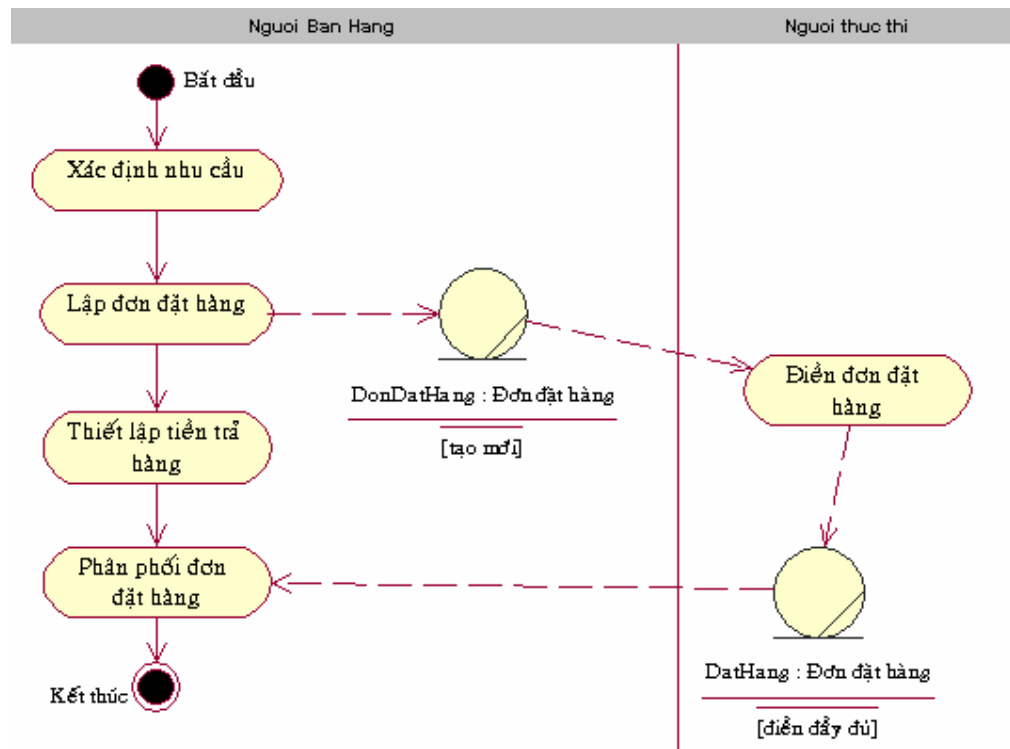 Nguoi Ban Hang
Nguoi thuc thi
Bất đầu
Xác định nhu cầu
Lập đơn đặt hàng
DonDatHang : Đơn đặt hàng
[tạo mới]
Điền đơn đặt
hàng
Thiết lập tiền trả
hàng
Phân phối đơn
đặt hàng
DatHang : Đơn đặt hàng
[điền đầy đủ]
Kết thúc